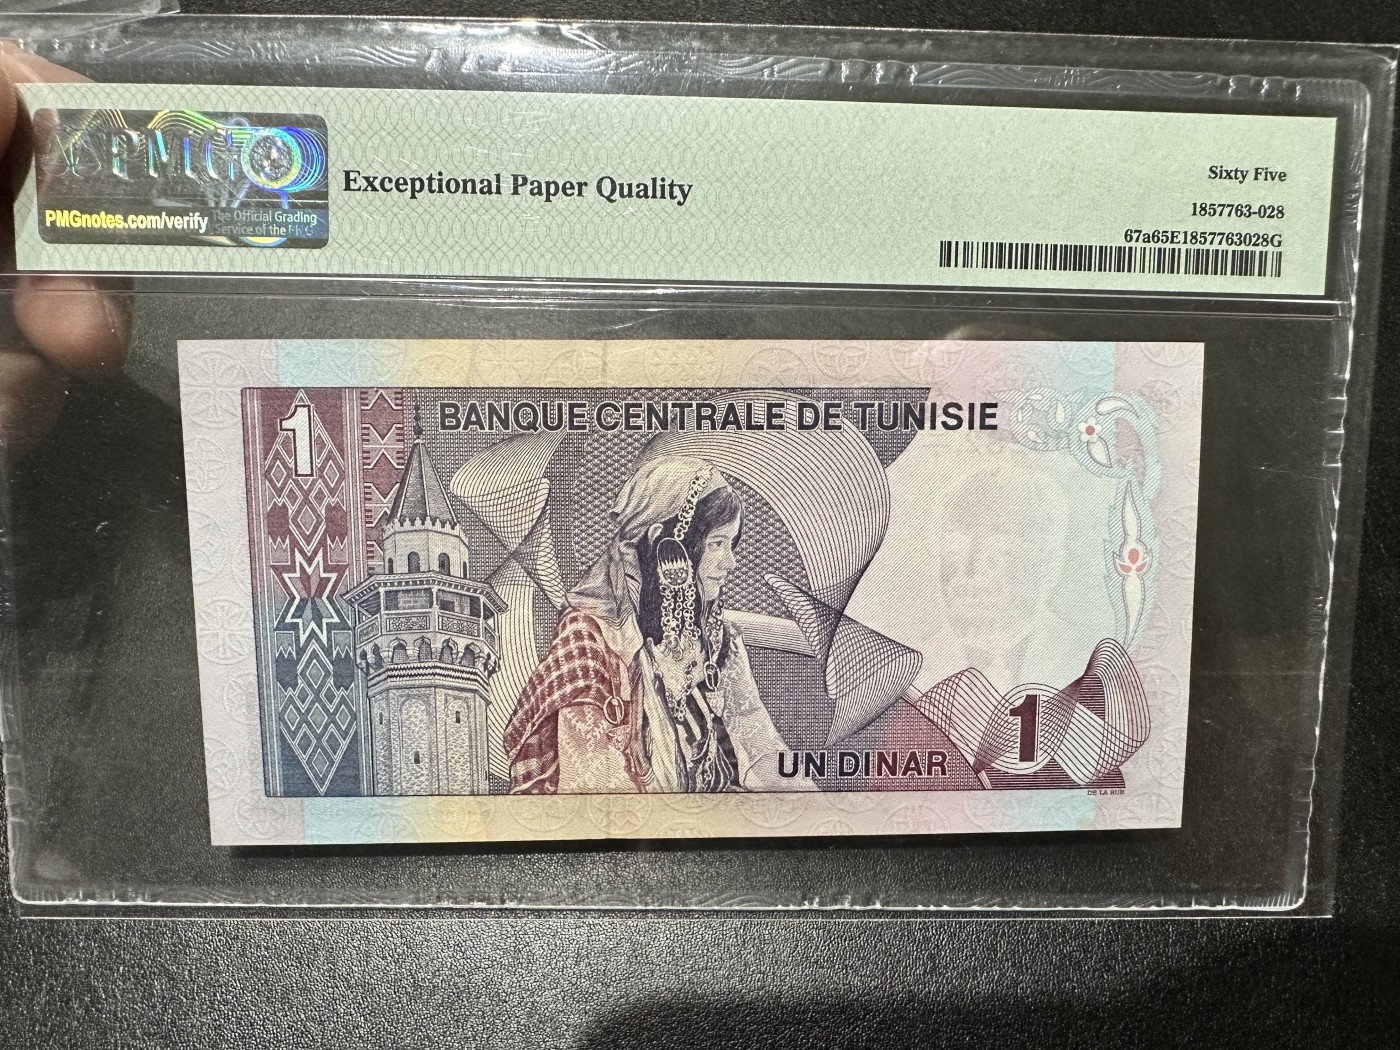 PMG
PMGnotes.com/verify
The Official Grading
Service of the PNG
Exceptional Paper Quality
Sixty Five
1857763-028
67a65E1857763028G
1
BANQUE CENTRALE DE TUNISIE
UN DINAR
1
DE LA RUE